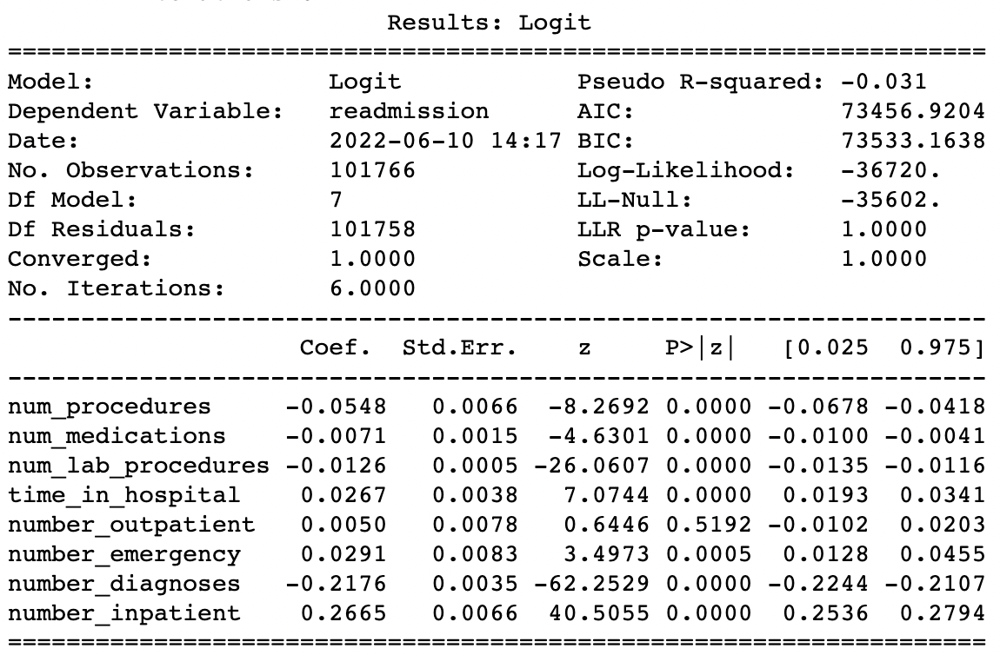 Results: Logit
=================================================================
Model: Logit Pseudo R-squared: -0.031
Dependent Variable: readmission AIC: 73456.9204
Date: 2022-06-10 14:17 BIC: 73533.1638
No. Observations: 101766 Log-Likelihood: -36720.
Df Model: 7 LL-Null: -35602.
Df Residuals: 101758 LLR p-value: 1.0000
Converged: 1.0000 Scale: 1.0000
No. Iterations: 6.0000
-----------------------------------------------------------------
Coef. Std.Err. z P>|z| [0.025 0.975]
-----------------------------------------------------------------
num_procedures -0.0548 0.0066 -8.2692 0.0000 -0.0678 -0.0418
num_medications -0.0071 0.0015 -4.6301 0.0000 -0.0100 -0.0041
num_lab_procedures -0.0126 0.0005 -26.0607 0.0000 -0.0135 -0.0116
time_in_hospital 0.0267 0.0038 7.0744 0.0000 0.0193 0.0341
number_outpatient 0.0050 0.0078 0.6446 0.5192 -0.0102 0.0203
number_emergency 0.0291 0.0083 3.4973 0.0005 0.0128 0.0455
number_diagnoses -0.2176 0.0035 -62.2529 0.0000 -0.2244 -0.2107
number_inpatient 0.2665 0.0066 40.5055 0.0000 0.2536 0.2794
=================================================================